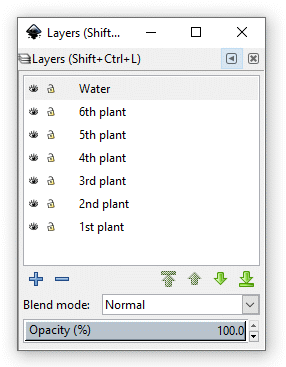 Layers (Shift...
Layers (Shift+Ctrl+L)
Water
6th plant
5th plant
4th plant
3rd plant
2nd plant
1st plant
Blend mode: Normal
Opacity (%) 100.0